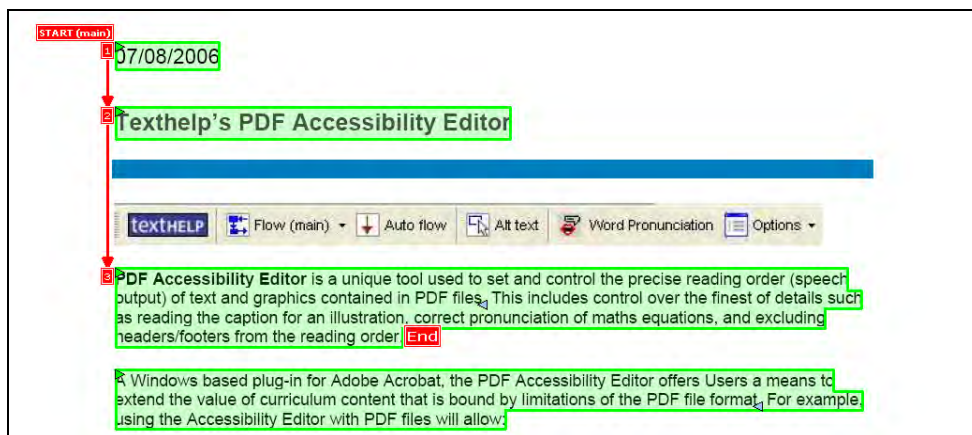 START (main)
1
07/08/2006
2
Texthelp's PDF Accessibility Editor
textHELP Flow (main) Auto flow Alt text Word Pronunciation Options
3
PDF Accessibility Editor is a unique tool used to set and control the precise reading order (speech
output) of text and graphics contained in PDF files. This includes control over the finest of details such
as reading the caption for an illustration, correct pronunciation of maths equations, and excluding
headers/footers from the reading order. End
A Windows based plug-in for Adobe Acrobat, the PDF Accessibility Editor offers Users a means to
extend the value of curriculum content that is bound by limitations of the PDF file format. For example,
using the Accessibility Editor with PDF files will allow: